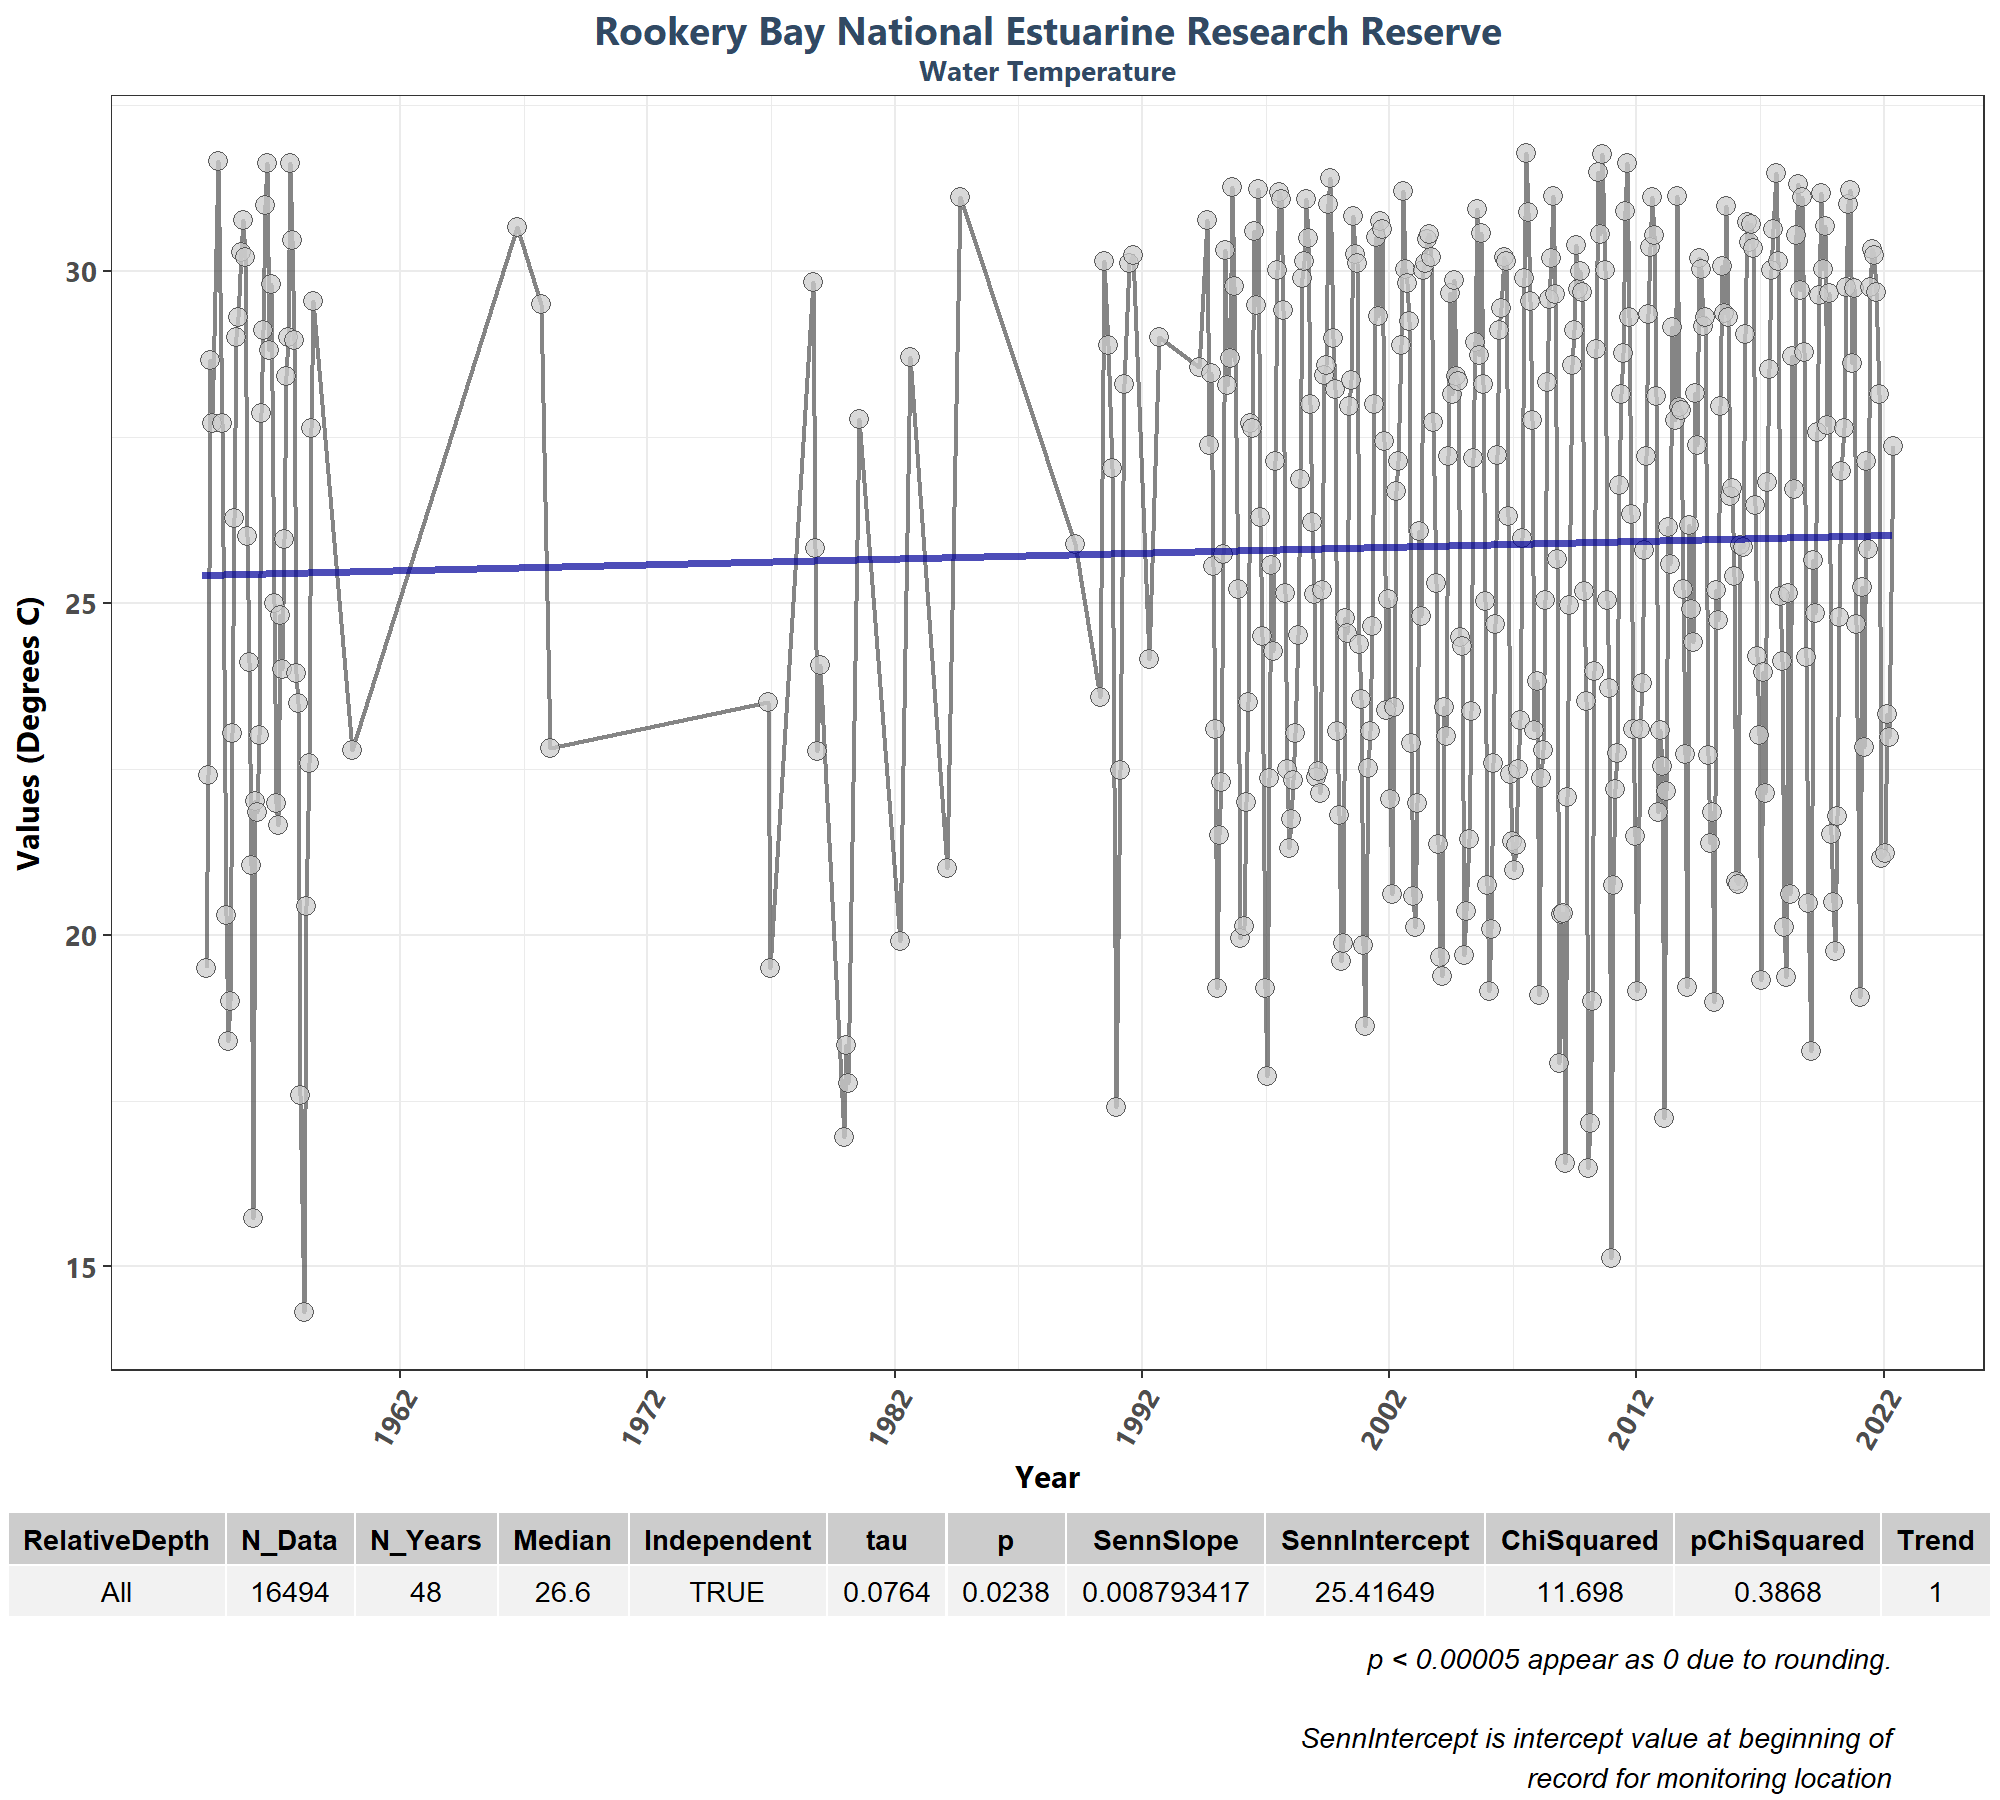 Rookery Bay National Estuarine Research Reserve
Water Temperature
Values (Degrees C)
30
25
20
15
1962 1972 1982 1992 2002 2012 2022
Year
RelativeDepth N_Data N_Years Median Independent tau p SennSlope SennIntercept ChiSquared pChiSquared Trend
All 16494 48 26.6 TRUE 0.0764 0.0238 0.008793417 25.41649 11.698 0.3868 1
p < 0.00005 appear as 0 due to rounding.
SennIntercept is intercept value at beginning of
record for monitoring location